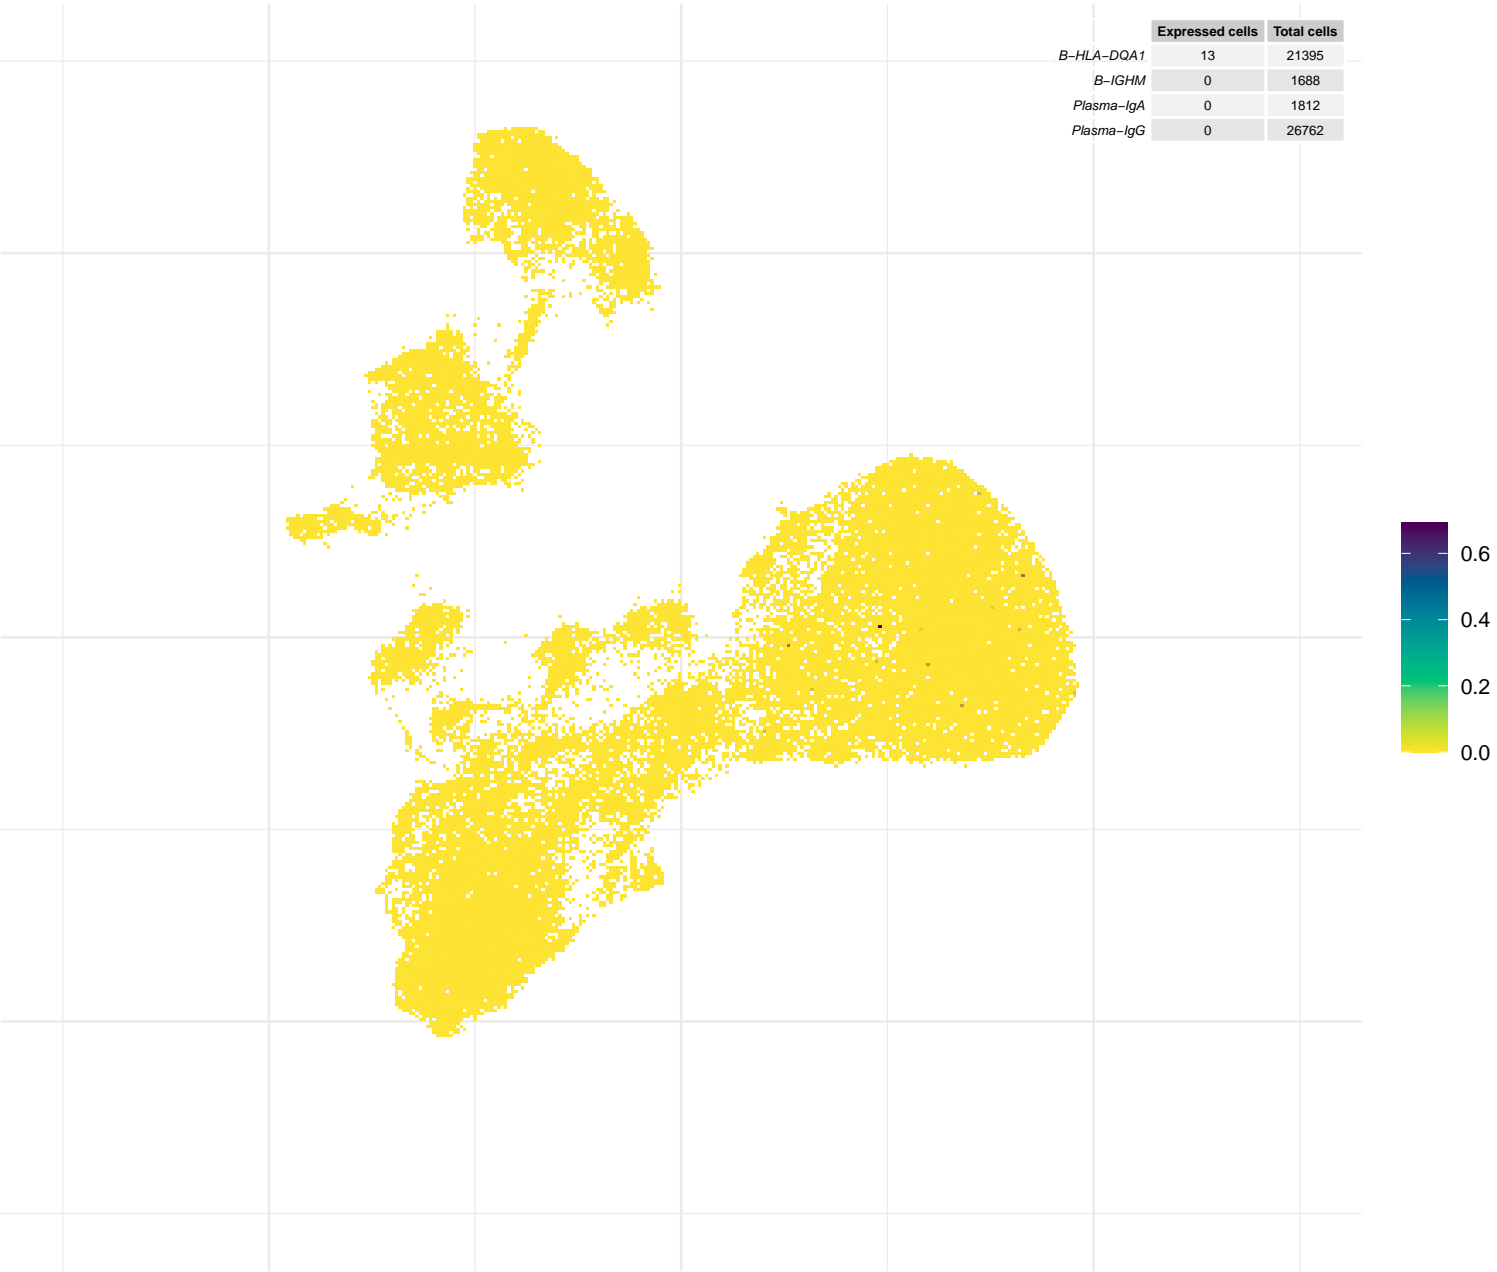 Expressed cells Total cells
B−HLA−DQA1 13 21395
B−IGHM 0 1688
Plasma−IgA 0 1812
Plasma−IgG 0 26762
0.6
0.4
0.2
0.0